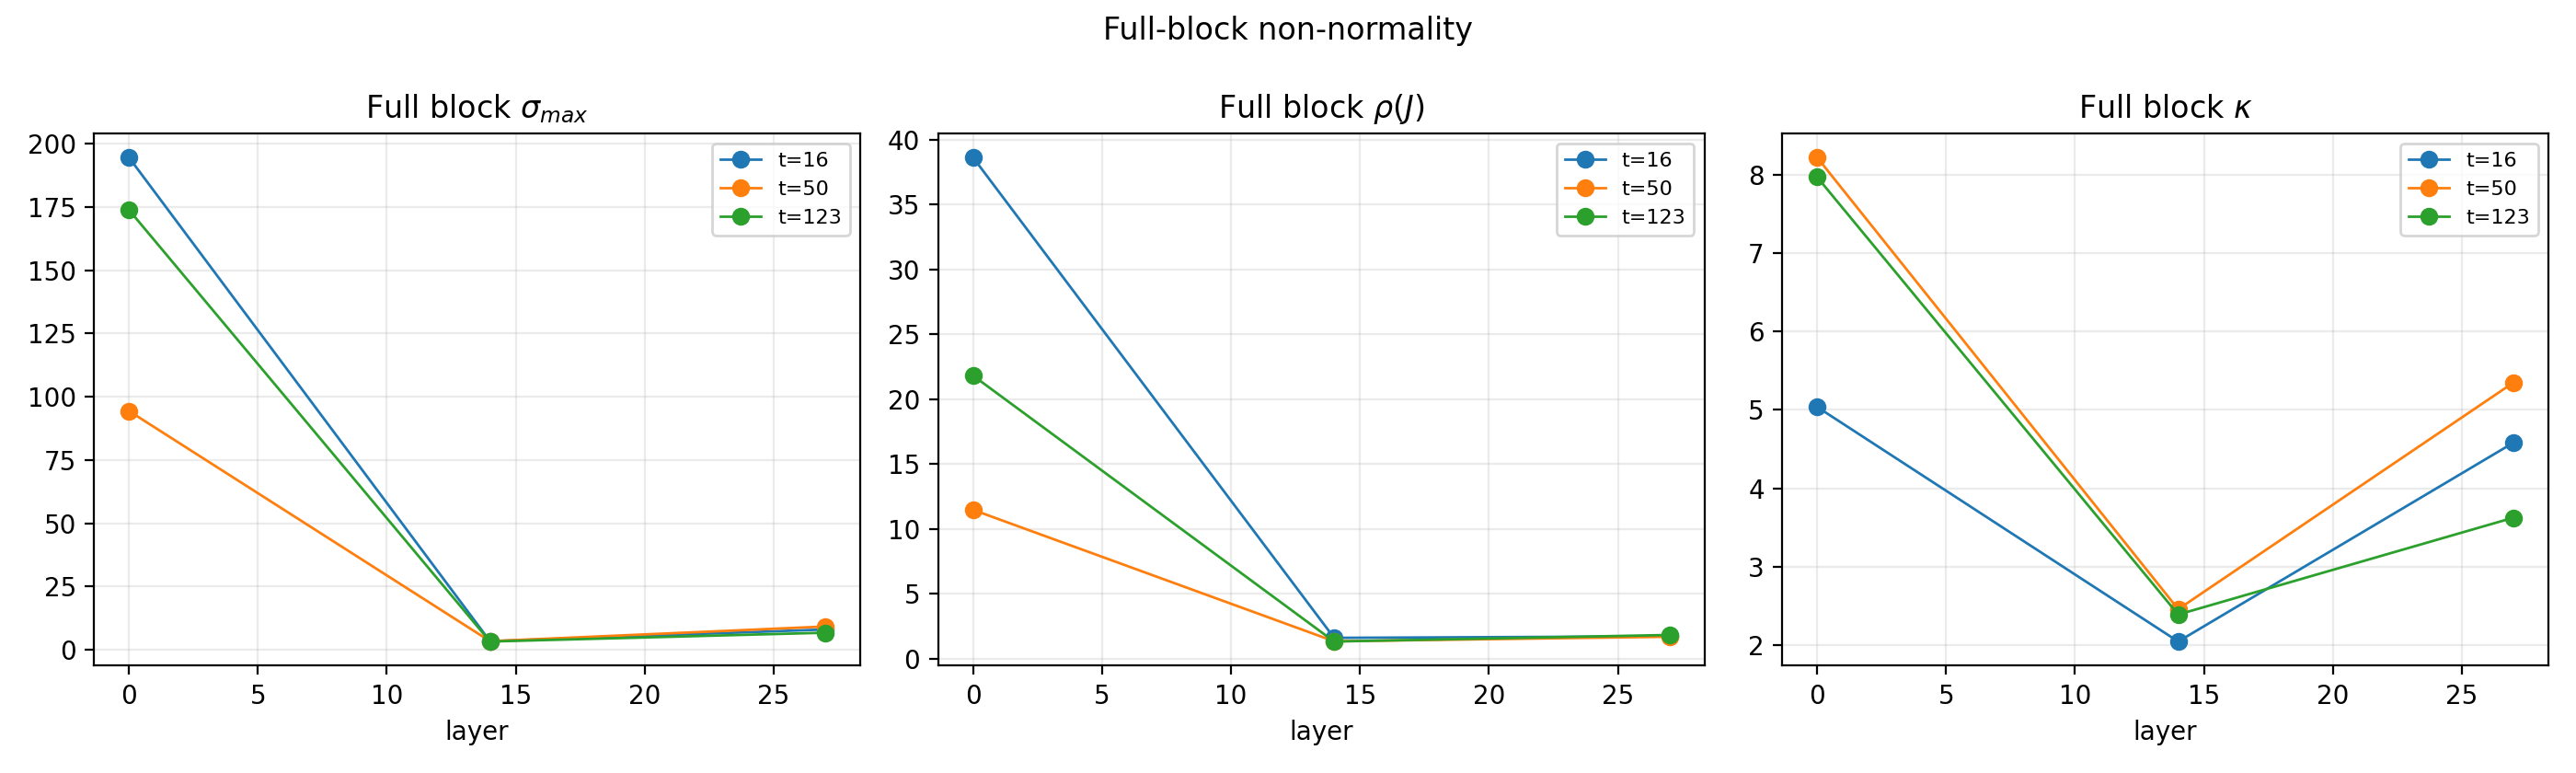 Full-block non-normality
Full block σmax
200
175
150
125
100
75
50
25
0
0 5 10 15 20 25
layer
t=16
t=50
t=123
Full block ρ(J)
40
35
30
25
20
15
10
5
0
0 5 10 15 20 25
layer
t=16
t=50
t=123
Full block κ
8
7
6
5
4
3
2
0 5 10 15 20 25
layer
t=16
t=50
t=123